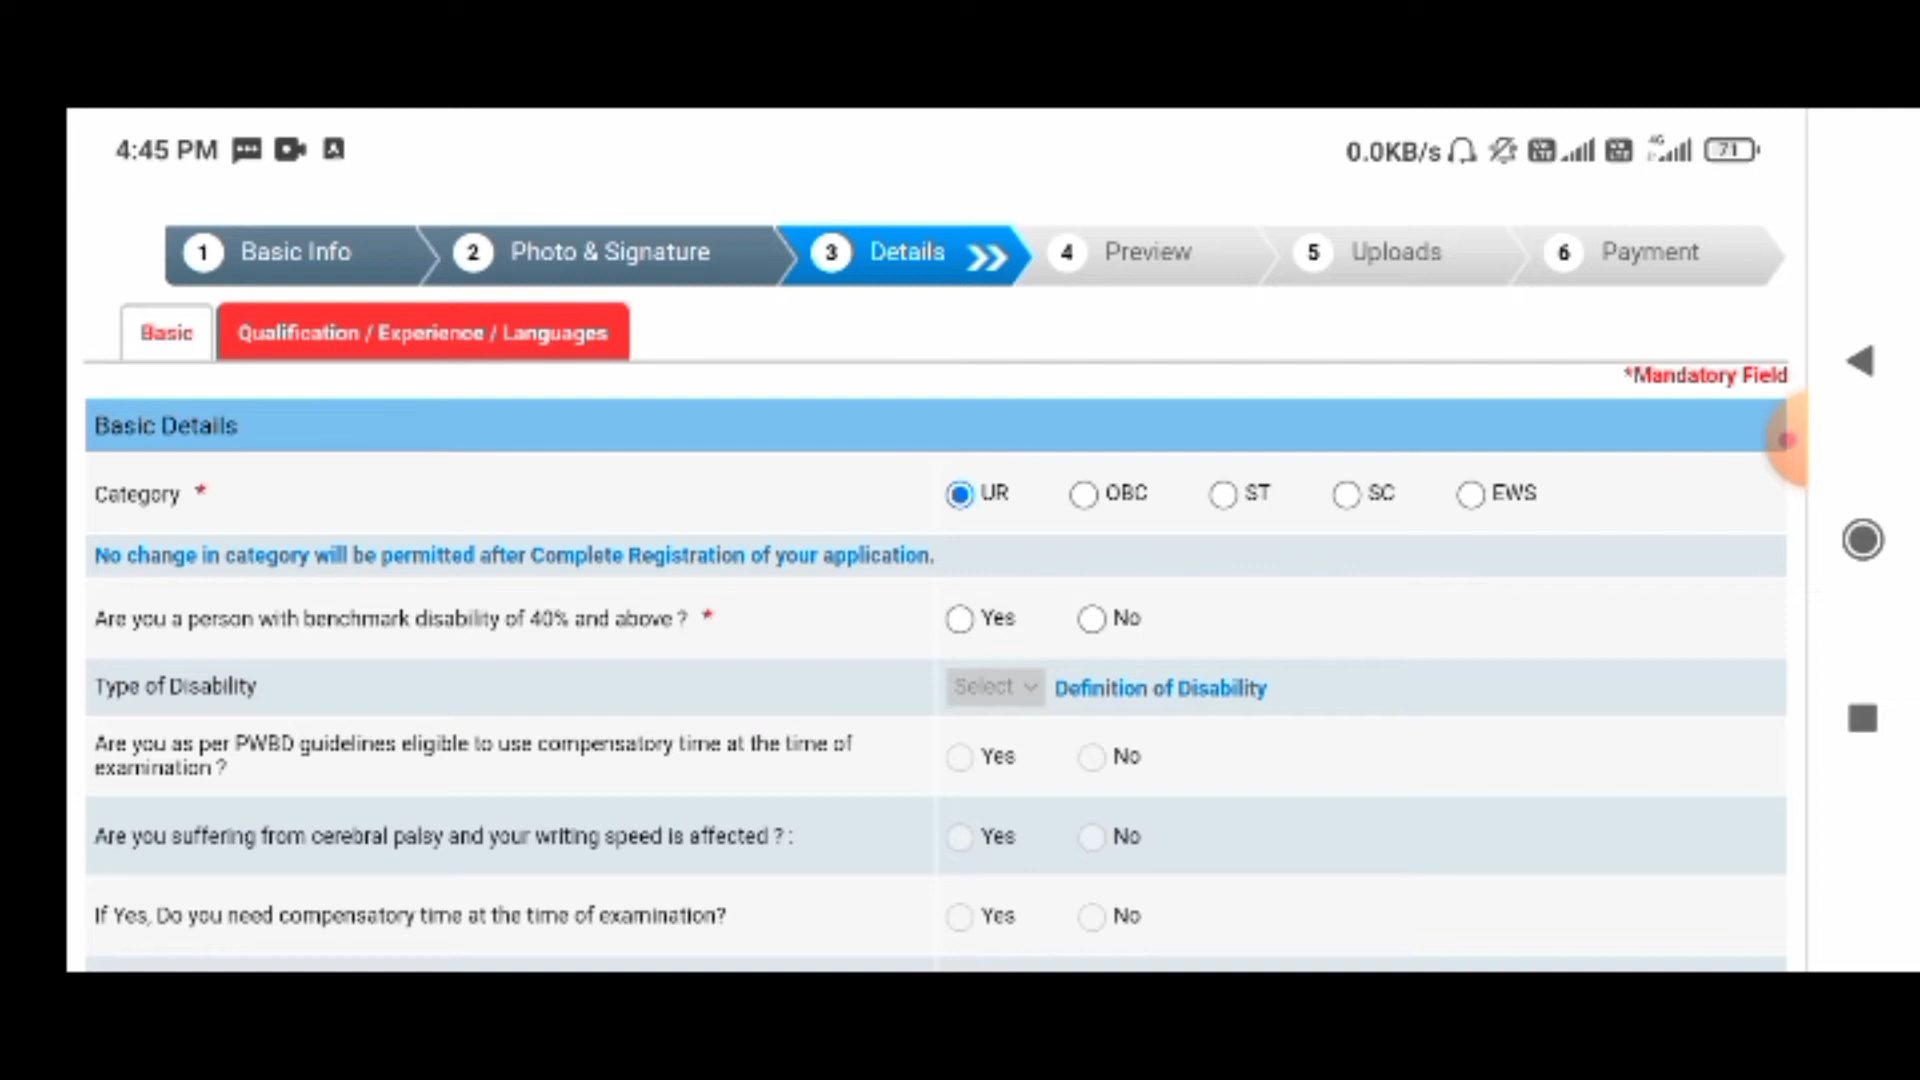 4:45 PM
0.0KB/s 4G 71
1 Basic Info 2 Photo & Signature 3 Details 4 Preview 5 Uploads 6 Payment
Basic Qualification / Experience / Languages
*Mandatory Field
Basic Details
Category * UR OBC ST SC EWS
No change in category will be permitted after Complete Registration of your application.
Are you a person with benchmark disability of 40% and above ? * Yes No
Type of Disability Select Definition of Disability
Are you as per PWBD guidelines eligible to use compensatory time at the time of
examination ? Yes No
Are you suffering from cerebral palsy and your writing speed is affected ? : Yes No
If Yes, Do you need compensatory time at the time of examination? Yes No